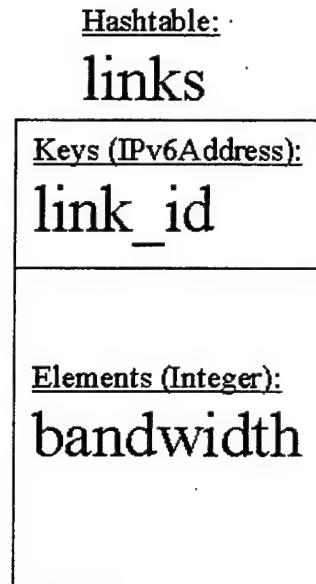 Hashtable:
links
Keys (IPv6Address):
link_id
Elements (Integer):
bandwidth